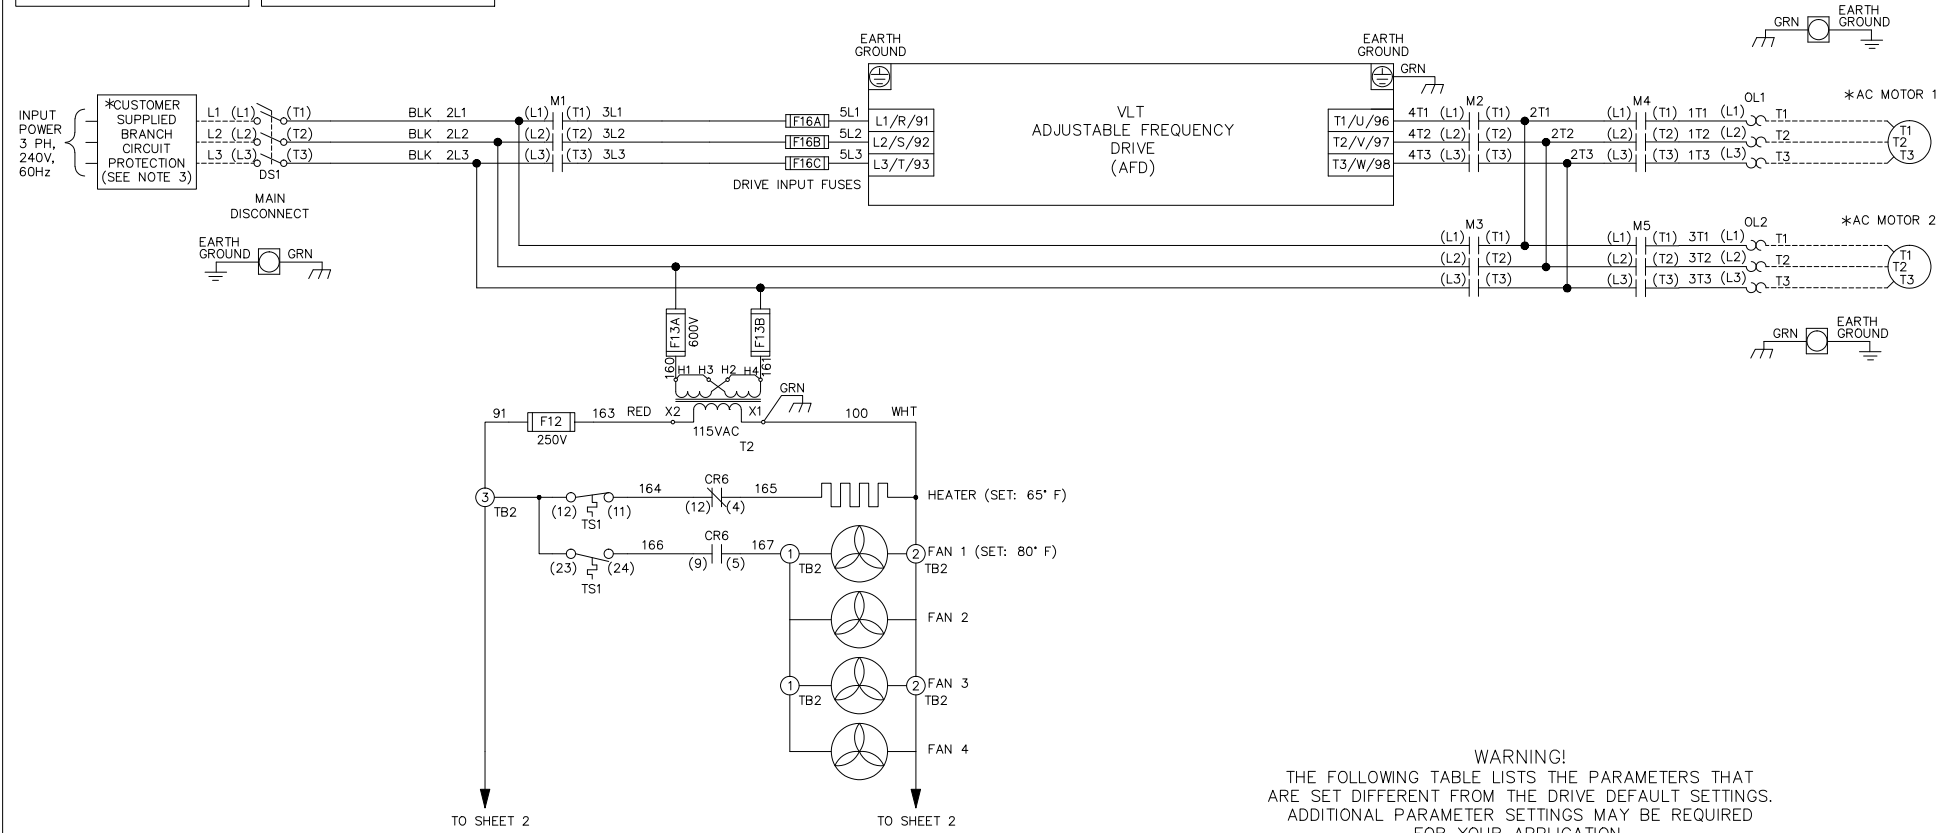 EARTH
GROUND
GRN
EARTH
GROUND
EARTH
GROUND
GRN
INPUT
POWER
3 PH,
240V,
60Hz
*CUSTOMER
SUPPLIED
BRANCH
CIRCUIT
PROTECTION
(SEE NOTE 3)
L1 (L1) (T1) BLK 2L1 (L1) M1 (T1) 3L1 F16A 5L1 L1/R/91
L2 (L2) (T2) BLK 2L2 (L2) (T2) 3L2 F16B 5L2 L2/S/92
L3 (L3) (T3) BLK 2L3 (L3) (T3) 3L3 F16C 5L3 L3/T/93
DS1
MAIN
DISCONNECT
DRIVE INPUT FUSES
VLT
ADJUSTABLE FREQUENCY
DRIVE
(AFD)
T1/U/96 4T1 (L1) M2 (T1) 2T1 (L1) M4 (T1) 1T1 (L1) OL1 T1
T2/V/97 4T2 (L2) (T2) 2T2 (L2) (T2) 1T2 (L2) T2
T3/W/98 4T3 (L3) (T3) 2T3 (L3) (T3) 1T3 (L3) T3
*AC MOTOR 1
T1
T2
T3
EARTH
GROUND GRN
(L1) M3 (T1) (L1) M5 (T1) 3T1 (L1) OL2 T1
(L2) (T2) (L2) (T2) 3T2 (L2) T2
(L3) (T3) (L3) (T3) 3T3 (L3) T3
*AC MOTOR 2
T1
T2
T3
GRN
EARTH
GROUND
F13A
600V
F13B
160
161
H1 H3 H2 H4
GRN
91 F12 163 RED X2 X1 100 WHT
250V
115VAC
T2
3
TB2
(12) TS1 (11) 164 CR6 (12) (4) 165 HEATER (SET: 65° F)
(23) TS1 (24) 166 CR6 (9) (5) 167 1 TB2 2 TB2 FAN 1 (SET: 80° F)
FAN 2
1 TB2 2 TB2 FAN 3
FAN 4
TO SHEET 2
TO SHEET 2
WARNING!
THE FOLLOWING TABLE LISTS THE PARAMETERS THAT
ARE SET DIFFERENT FROM THE DRIVE DEFAULT SETTINGS.
ADDITIONAL PARAMETER SETTINGS MAY BE REQUIRED
FOR YOUR APPLICATION